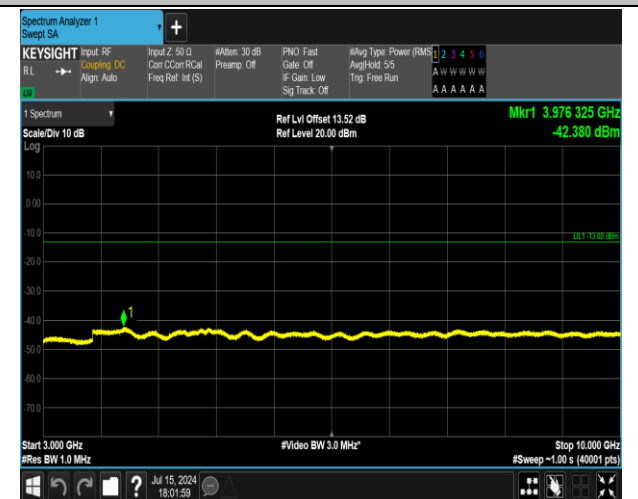 Spectrum Analyzer 1
Swept SA
+
KEYSIGHT Input: RF Input Z: 50 Ω #Atten: 30 dB PNO: Fast #Avg Type: Power (RMS 1 2 3 4 5 6
RL Coupling: DC Corr CCorr RCal Preamp: Off Gate: Off Avg|Hold: 5/5 A W W W W W
Align: Auto Freq Ref: Int (S) IF Gain: Low Trig: Free Run
Sig Track: Off A A A A A A
1 Spectrum Ref Lvl Offset 13.52 dB Mkr1 3.976 325 GHz
Scale/Div 10 dB Ref Level 20.00 dBm -42.380 dBm
Log
10.0
0.00
-10.0
DL1 -13.00 dBm
-20.0
-30.0
-40.0
1
-50.0
-60.0
-70.0
Start 3.000 GHz #Video BW 3.0 MHz* Stop 10.000 GHz
#Res BW 1.0 MHz #Sweep ~1.00 s (40001 pts)
? Jul 15, 2024
18:01:59